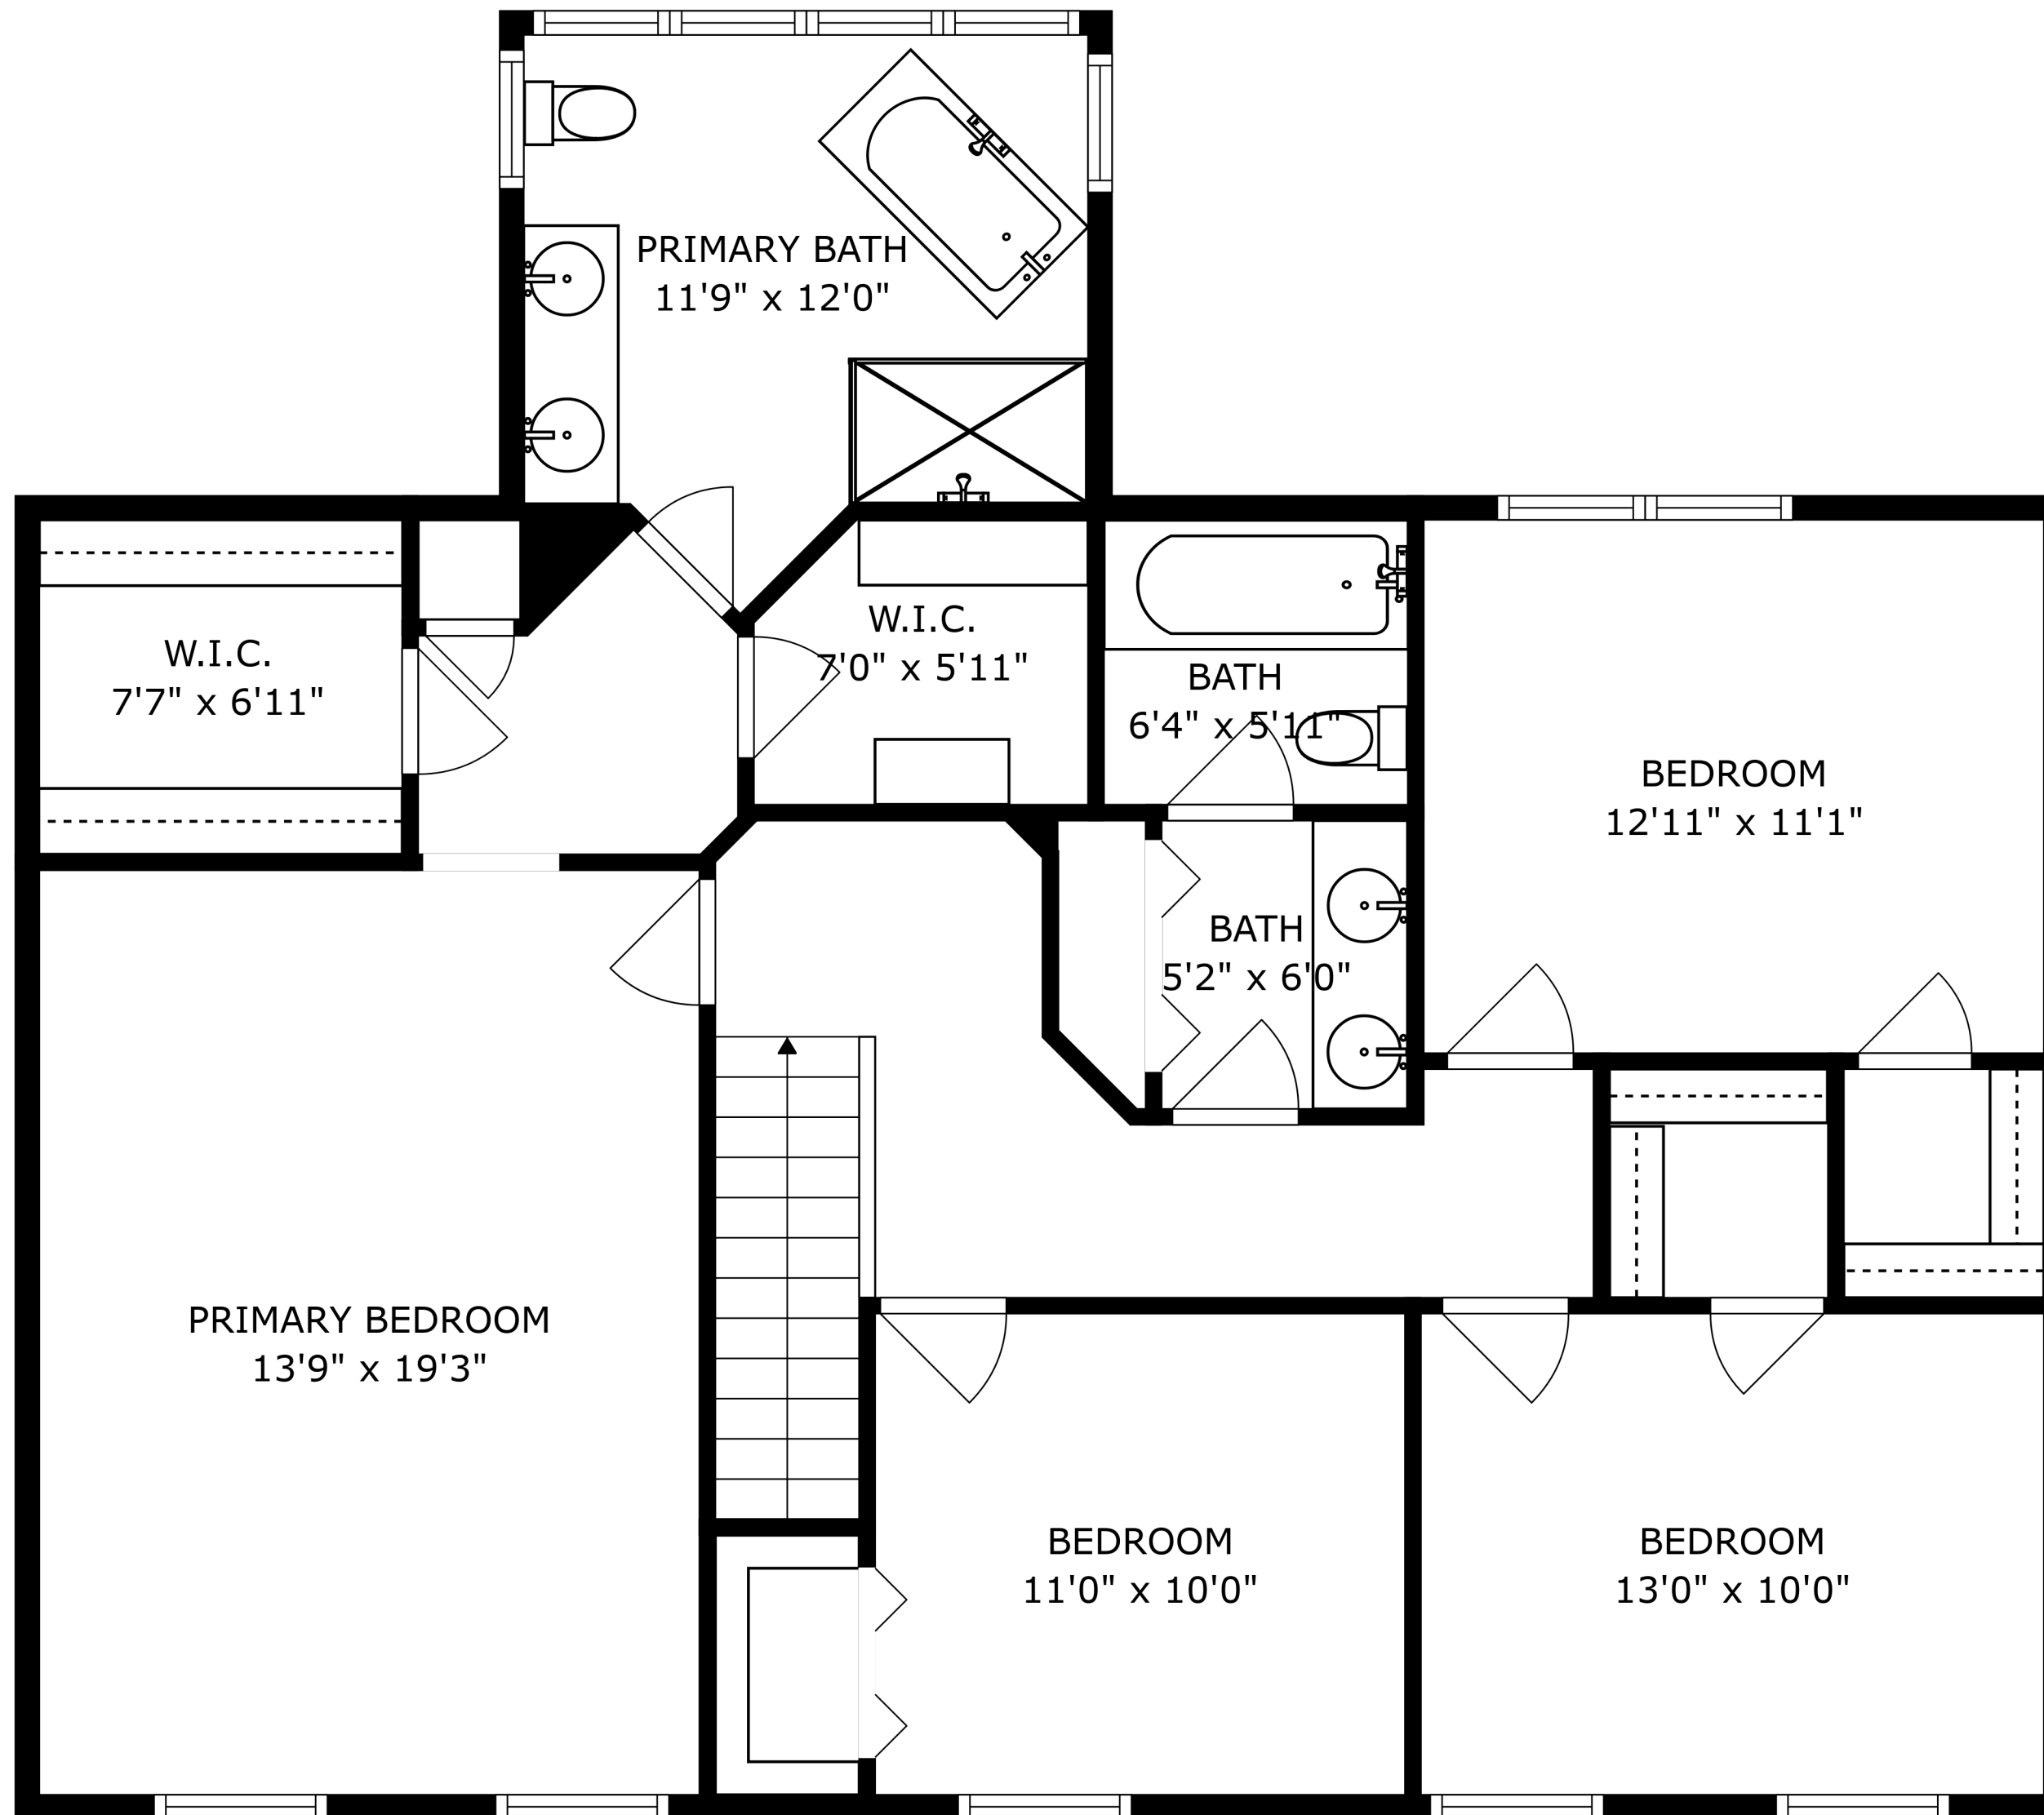 PRIMARY BATH
11'9" x 12'0"
W.I.C.
7'7" x 6'11"
W.I.C.
7'0" x 5'11"
BATH
6'4" x 5'11"
BEDROOM
12'11" x 11'1"
BATH
5'2" x 6'0"
PRIMARY BEDROOM
13'9" x 19'3"
BEDROOM
11'0" x 10'0"
BEDROOM
13'0" x 10'0"